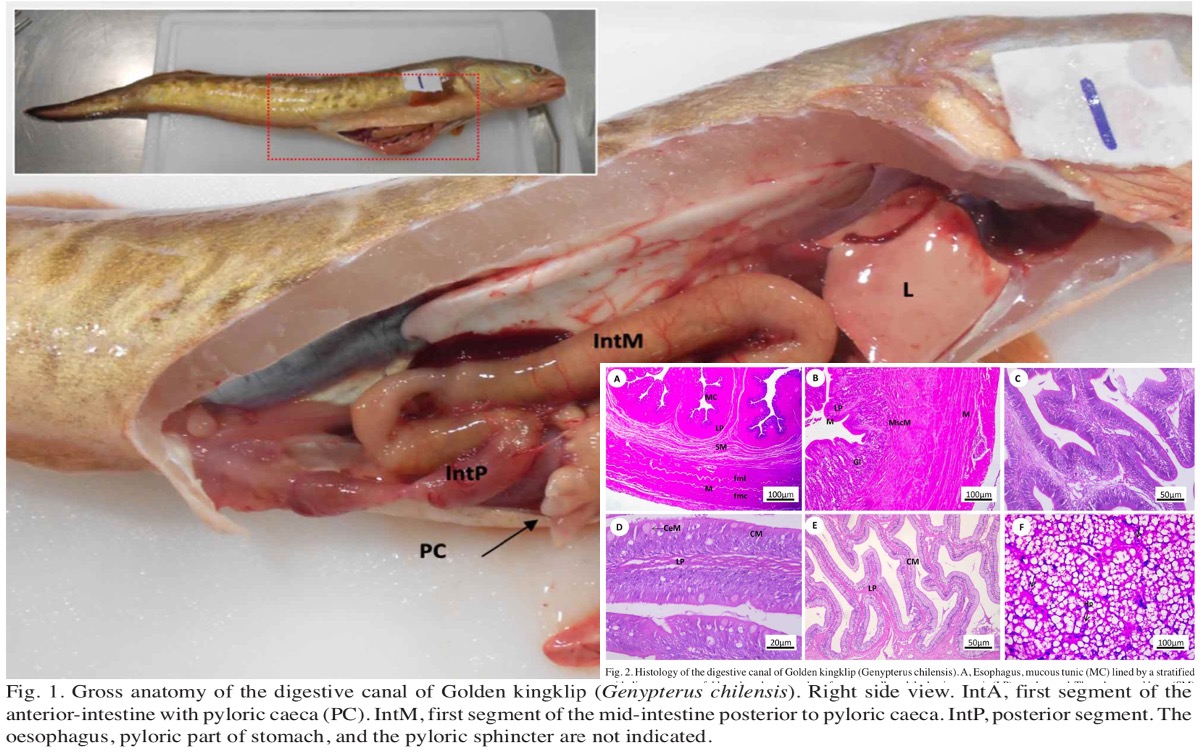 L
IntM
IntP
PC
A
MC
LP
SM
fml
M
fmc
100µm
B
LP
M
MscM
M
Gl
100µm
C
50µm
D
CeM
CM
LP
20µm
E
CM
LP
50µm
F
100µm
Fig. 2. Histology of the digestive canal of Golden kingklip (Genypterus chilensis). A, Esophagus, mucous tunic (MC) lined by a stratified
Fig. 1. Gross anatomy of the digestive canal of Golden kingklip (Genypterus chilensis). Right side view. IntA, first segment of the
anterior-intestine with pyloric caeca (PC). IntM, first segment of the mid-intestine posterior to pyloric caeca. IntP, posterior segment. The
oesophagus, pyloric part of stomach, and the pyloric sphincter are not indicated.